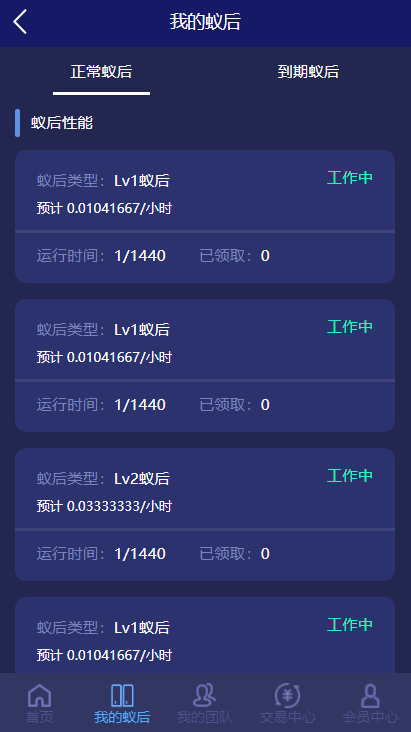 我的蚁后
正常蚁后 到期蚁后
蚁后性能
蚁后类型：Lv1蚁后 工作中
预计 0.01041667/小时
运行时间：1/1440 已领取：0
蚁后类型：Lv1蚁后 工作中
预计 0.01041667/小时
运行时间：1/1440 已领取：0
蚁后类型：Lv2蚁后 工作中
预计 0.03333333/小时
运行时间：1/1440 已领取：0
蚁后类型：Lv1蚁后 工作中
预计 0.01041667/小时
首页 我的蚁后 我的团队 交易中心 会员中心